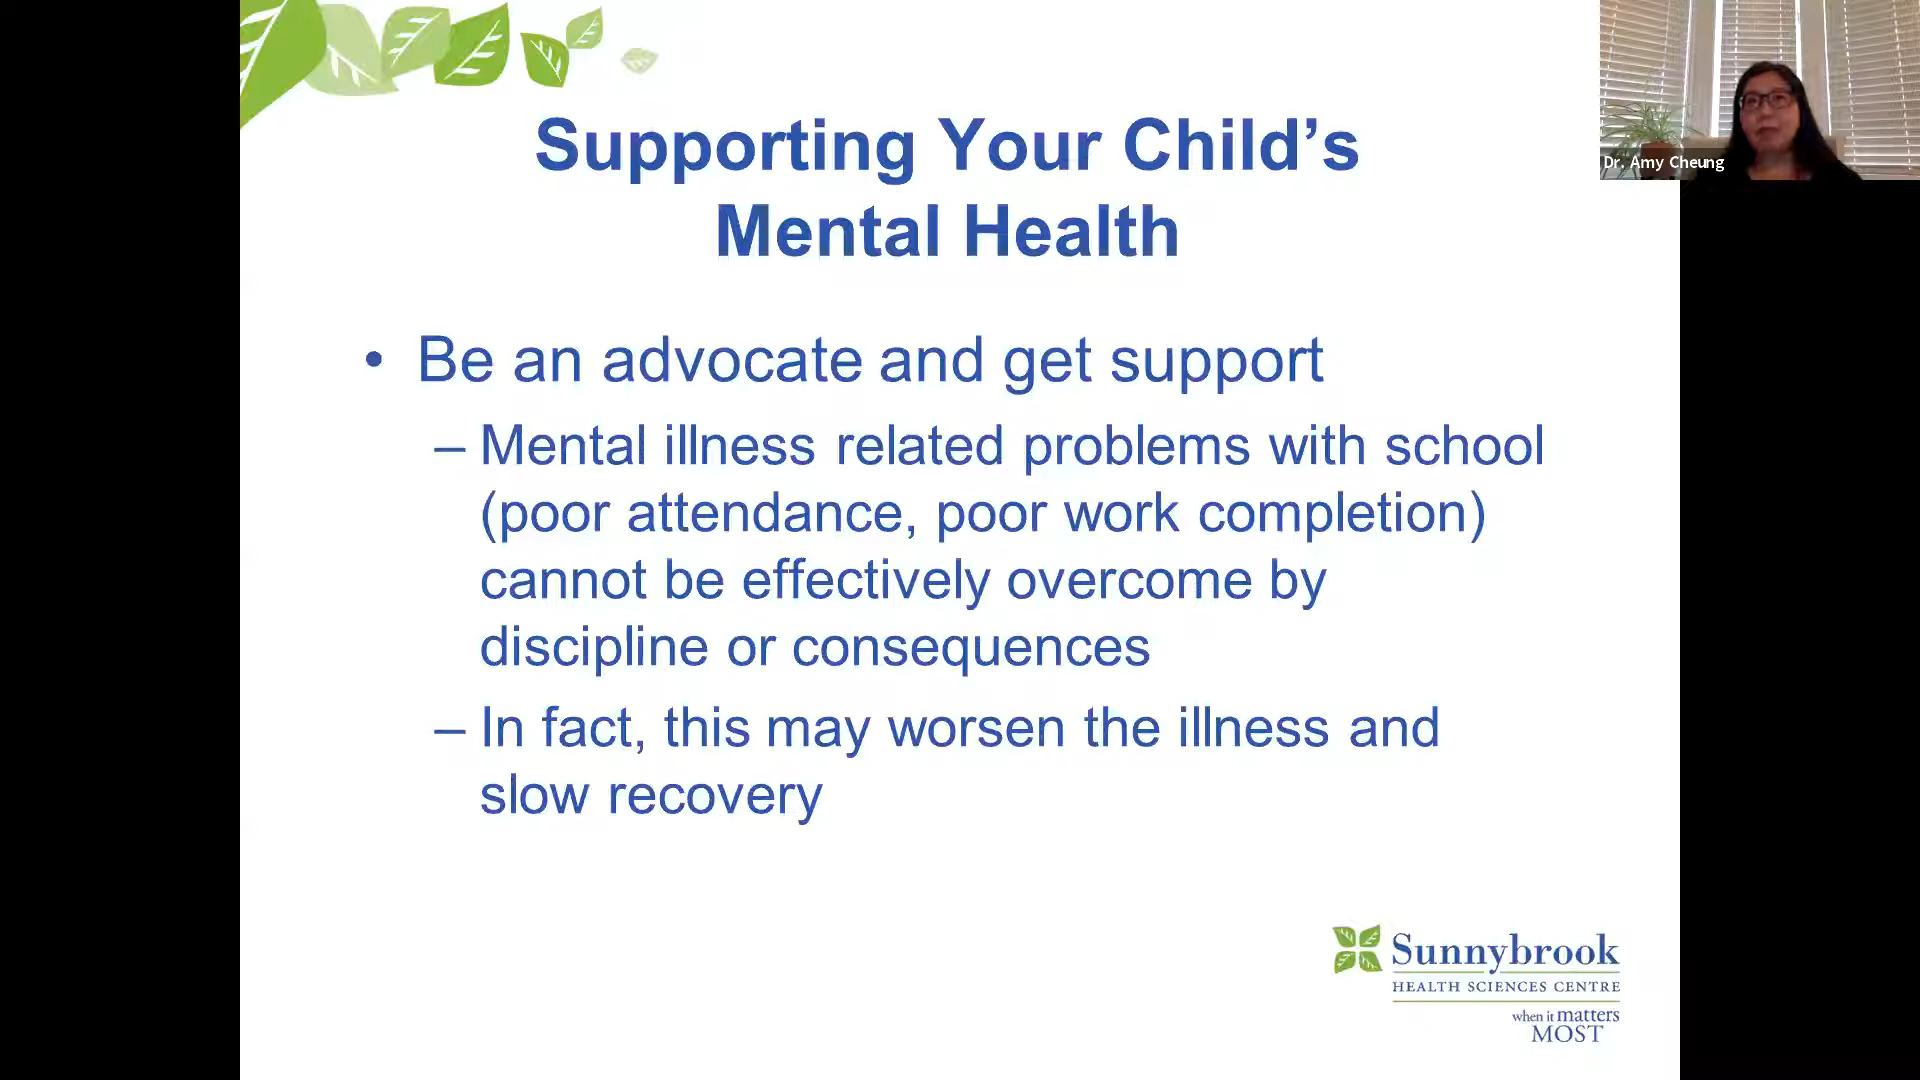 Supporting Your Child’s
Mental Health
Dr. Amy Cheung
• Be an advocate and get support
– Mental illness related problems with school
(poor attendance, poor work completion)
cannot be effectively overcome by
discipline or consequences
– In fact, this may worsen the illness and
slow recovery
Sunnybrook
HEALTH SCIENCES CENTRE
when it matters
MOST